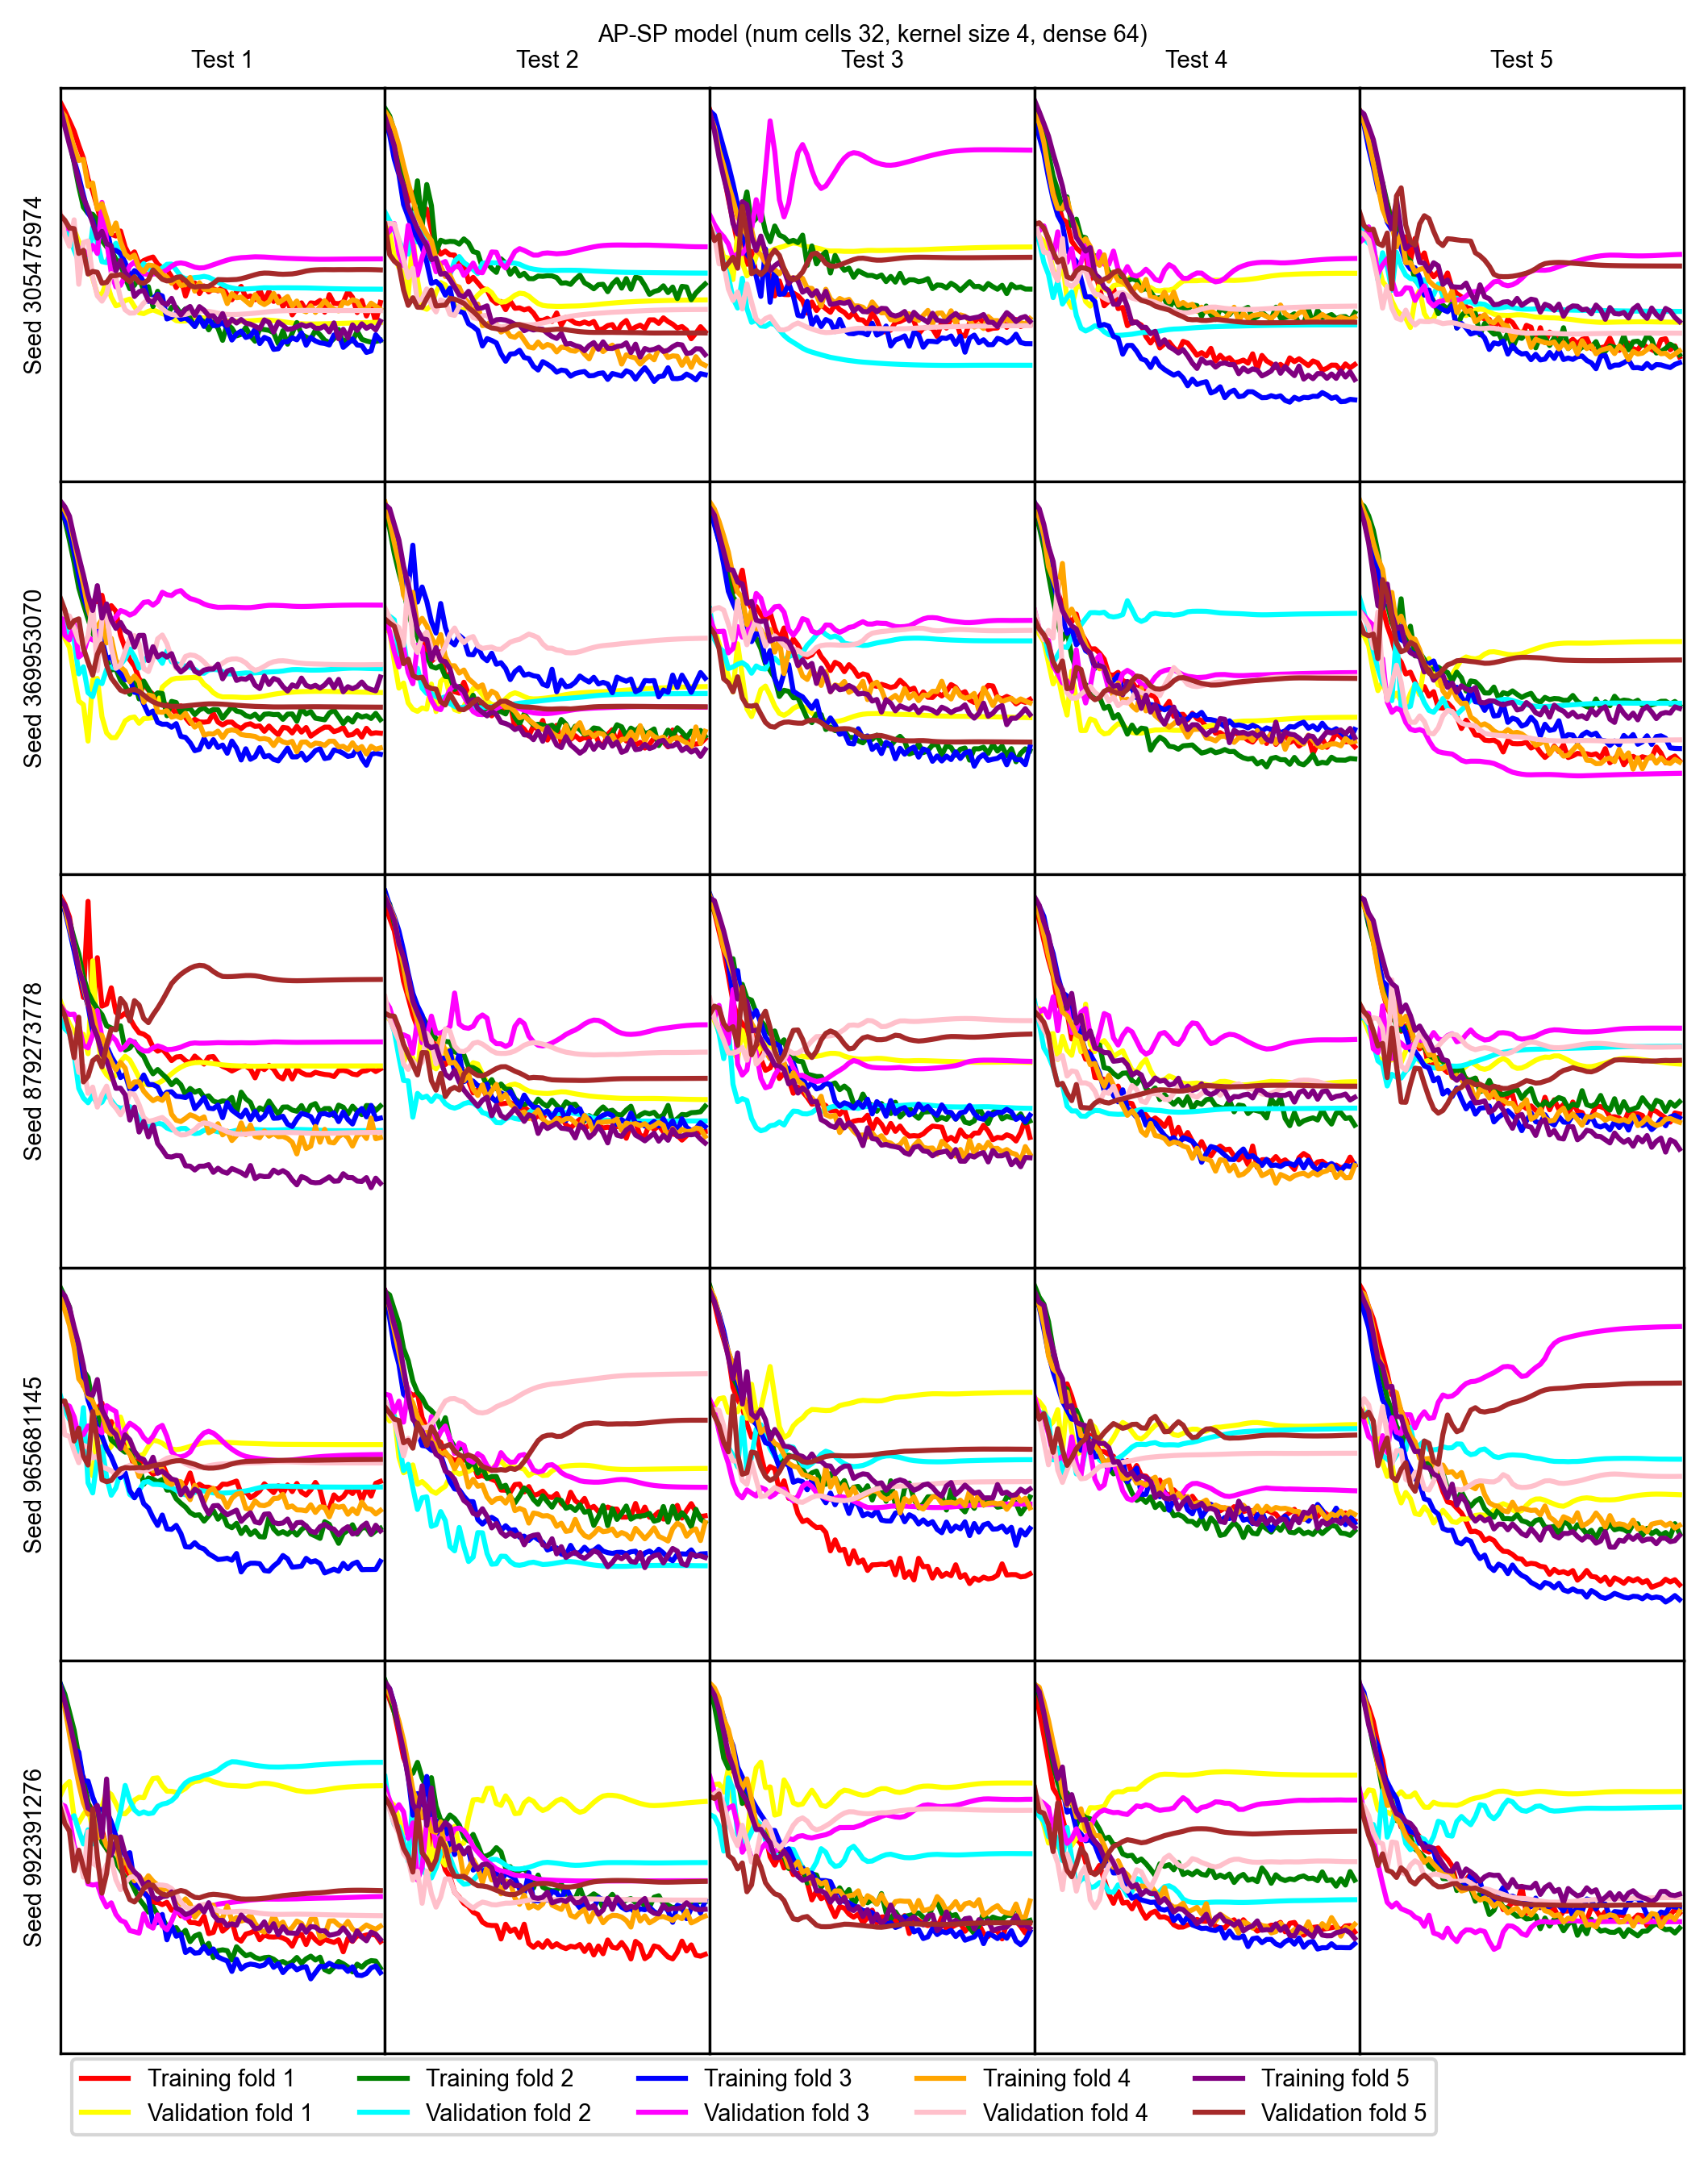 AP-SP model (num cells 32, kernel size 4, dense 64)
Test 1 Test 2 Test 3 Test 4 Test 5
Seed 305475974
Seed 369953070
Seed 879273778
Seed 965681145
Seed 992391276
Training fold 1 Training fold 2 Training fold 3 Training fold 4 Training fold 5
Validation fold 1 Validation fold 2 Validation fold 3 Validation fold 4 Validation fold 5